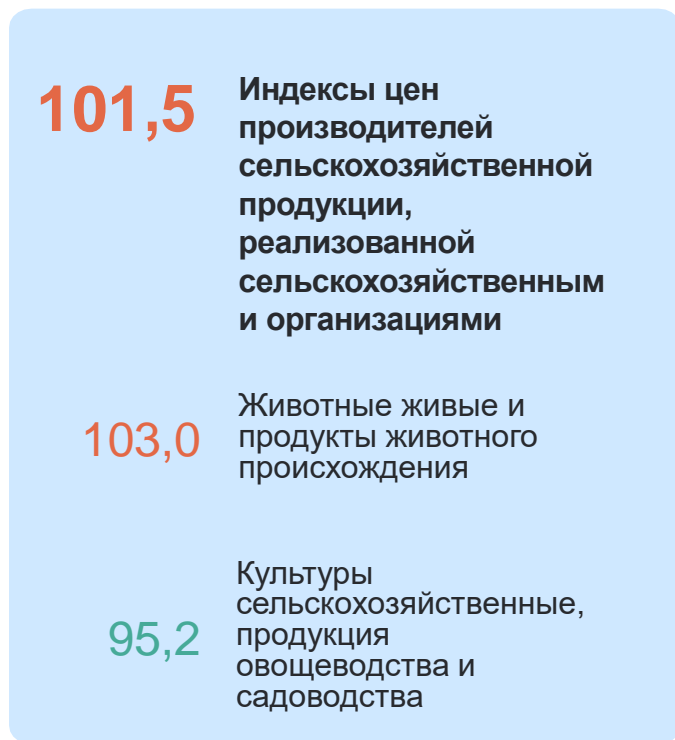 101,5
Индексы цен
производителей
сельскохозяйственной
продукции,
реализованной
сельскохозяйственным
и организациями
103,0
Животные живые и
продукты животного
происхождения
95,2
Культуры
сельскохозяйственные,
продукция
овощеводства и
садоводства